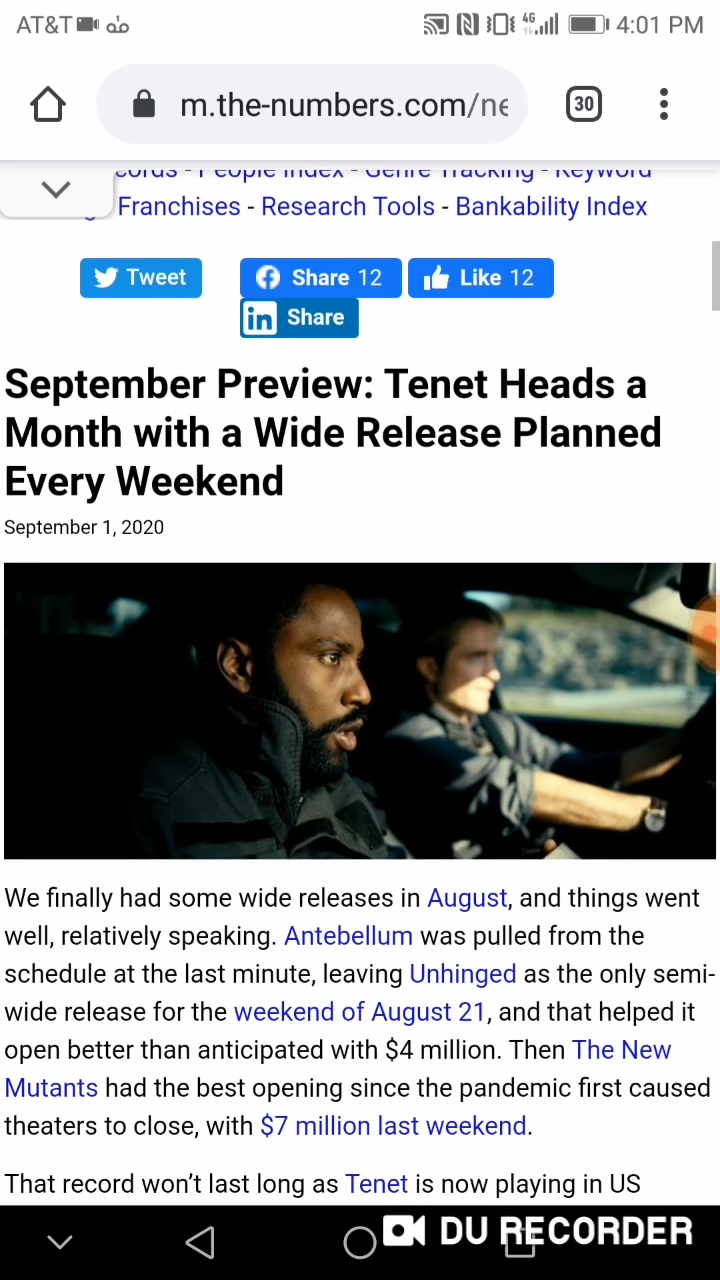 AT&T 4G 4:01 PM
m.the-numbers.com/ne 30
Genre Tracking - Keyword
Franchises - Research Tools - Bankability Index
Tweet Share 12 Like 12
in Share
September Preview: Tenet Heads a
Month with a Wide Release Planned
Every Weekend
September 1, 2020
We finally had some wide releases in August, and things went
well, relatively speaking. Antebellum was pulled from the
schedule at the last minute, leaving Unhinged as the only semi-
wide release for the weekend of August 21, and that helped it
open better than anticipated with $4 million. Then The New
Mutants had the best opening since the pandemic first caused
theaters to close, with $7 million last weekend.
That record won’t last long as Tenet is now playing in US
DU RECORDER